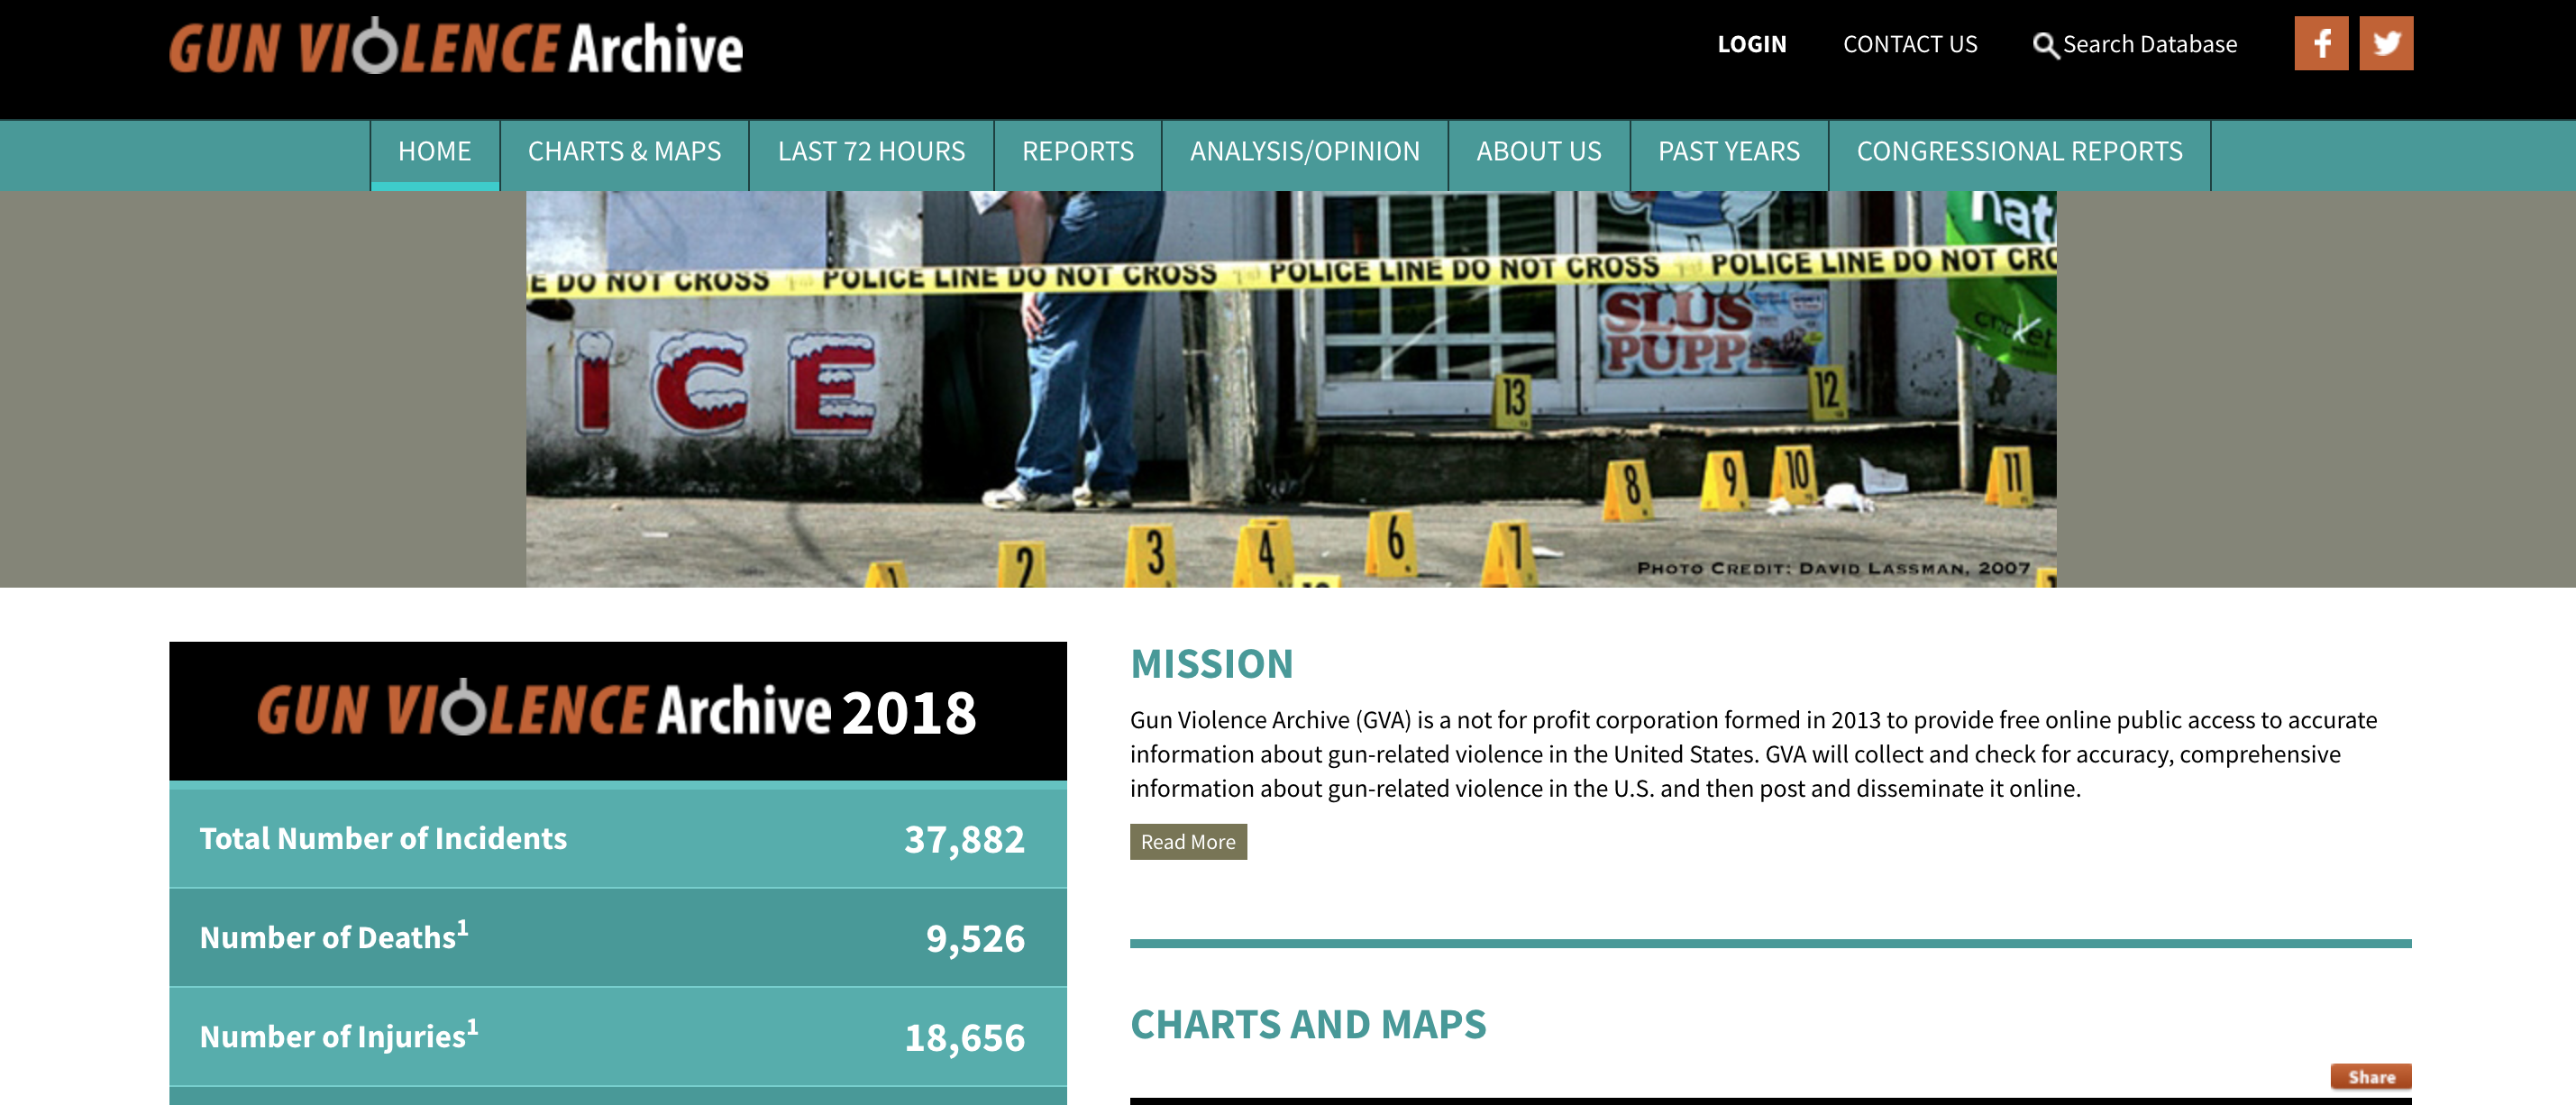 GUN VIOLENCE Archive
LOGIN
CONTACT US
Search Database
HOME
CHARTS & MAPS
LAST 72 HOURS
REPORTS
ANALYSIS/OPINION
ABOUT US
PAST YEARS
CONGRESSIONAL REPORTS
E DO NOT CROSS POLICE LINE DO NOT CROSS POLICE LINE DO NOT CROSS POLICE LINE DO NOT CRO
nat
cricket
ICE
SLUS
PUPP
13
12
8
9
10
11
1
2
3
4
6
7
PHOTO CREDIT: DAVID LASSMAN, 2007
GUN VIOLENCE Archive 2018
Total Number of Incidents 37,882
Number of Deaths1 9,526
Number of Injuries1 18,656
MISSION
Gun Violence Archive (GVA) is a not for profit corporation formed in 2013 to provide free online public access to accurate
information about gun-related violence in the United States. GVA will collect and check for accuracy, comprehensive
information about gun-related violence in the U.S. and then post and disseminate it online.
Read More
CHARTS AND MAPS
Share